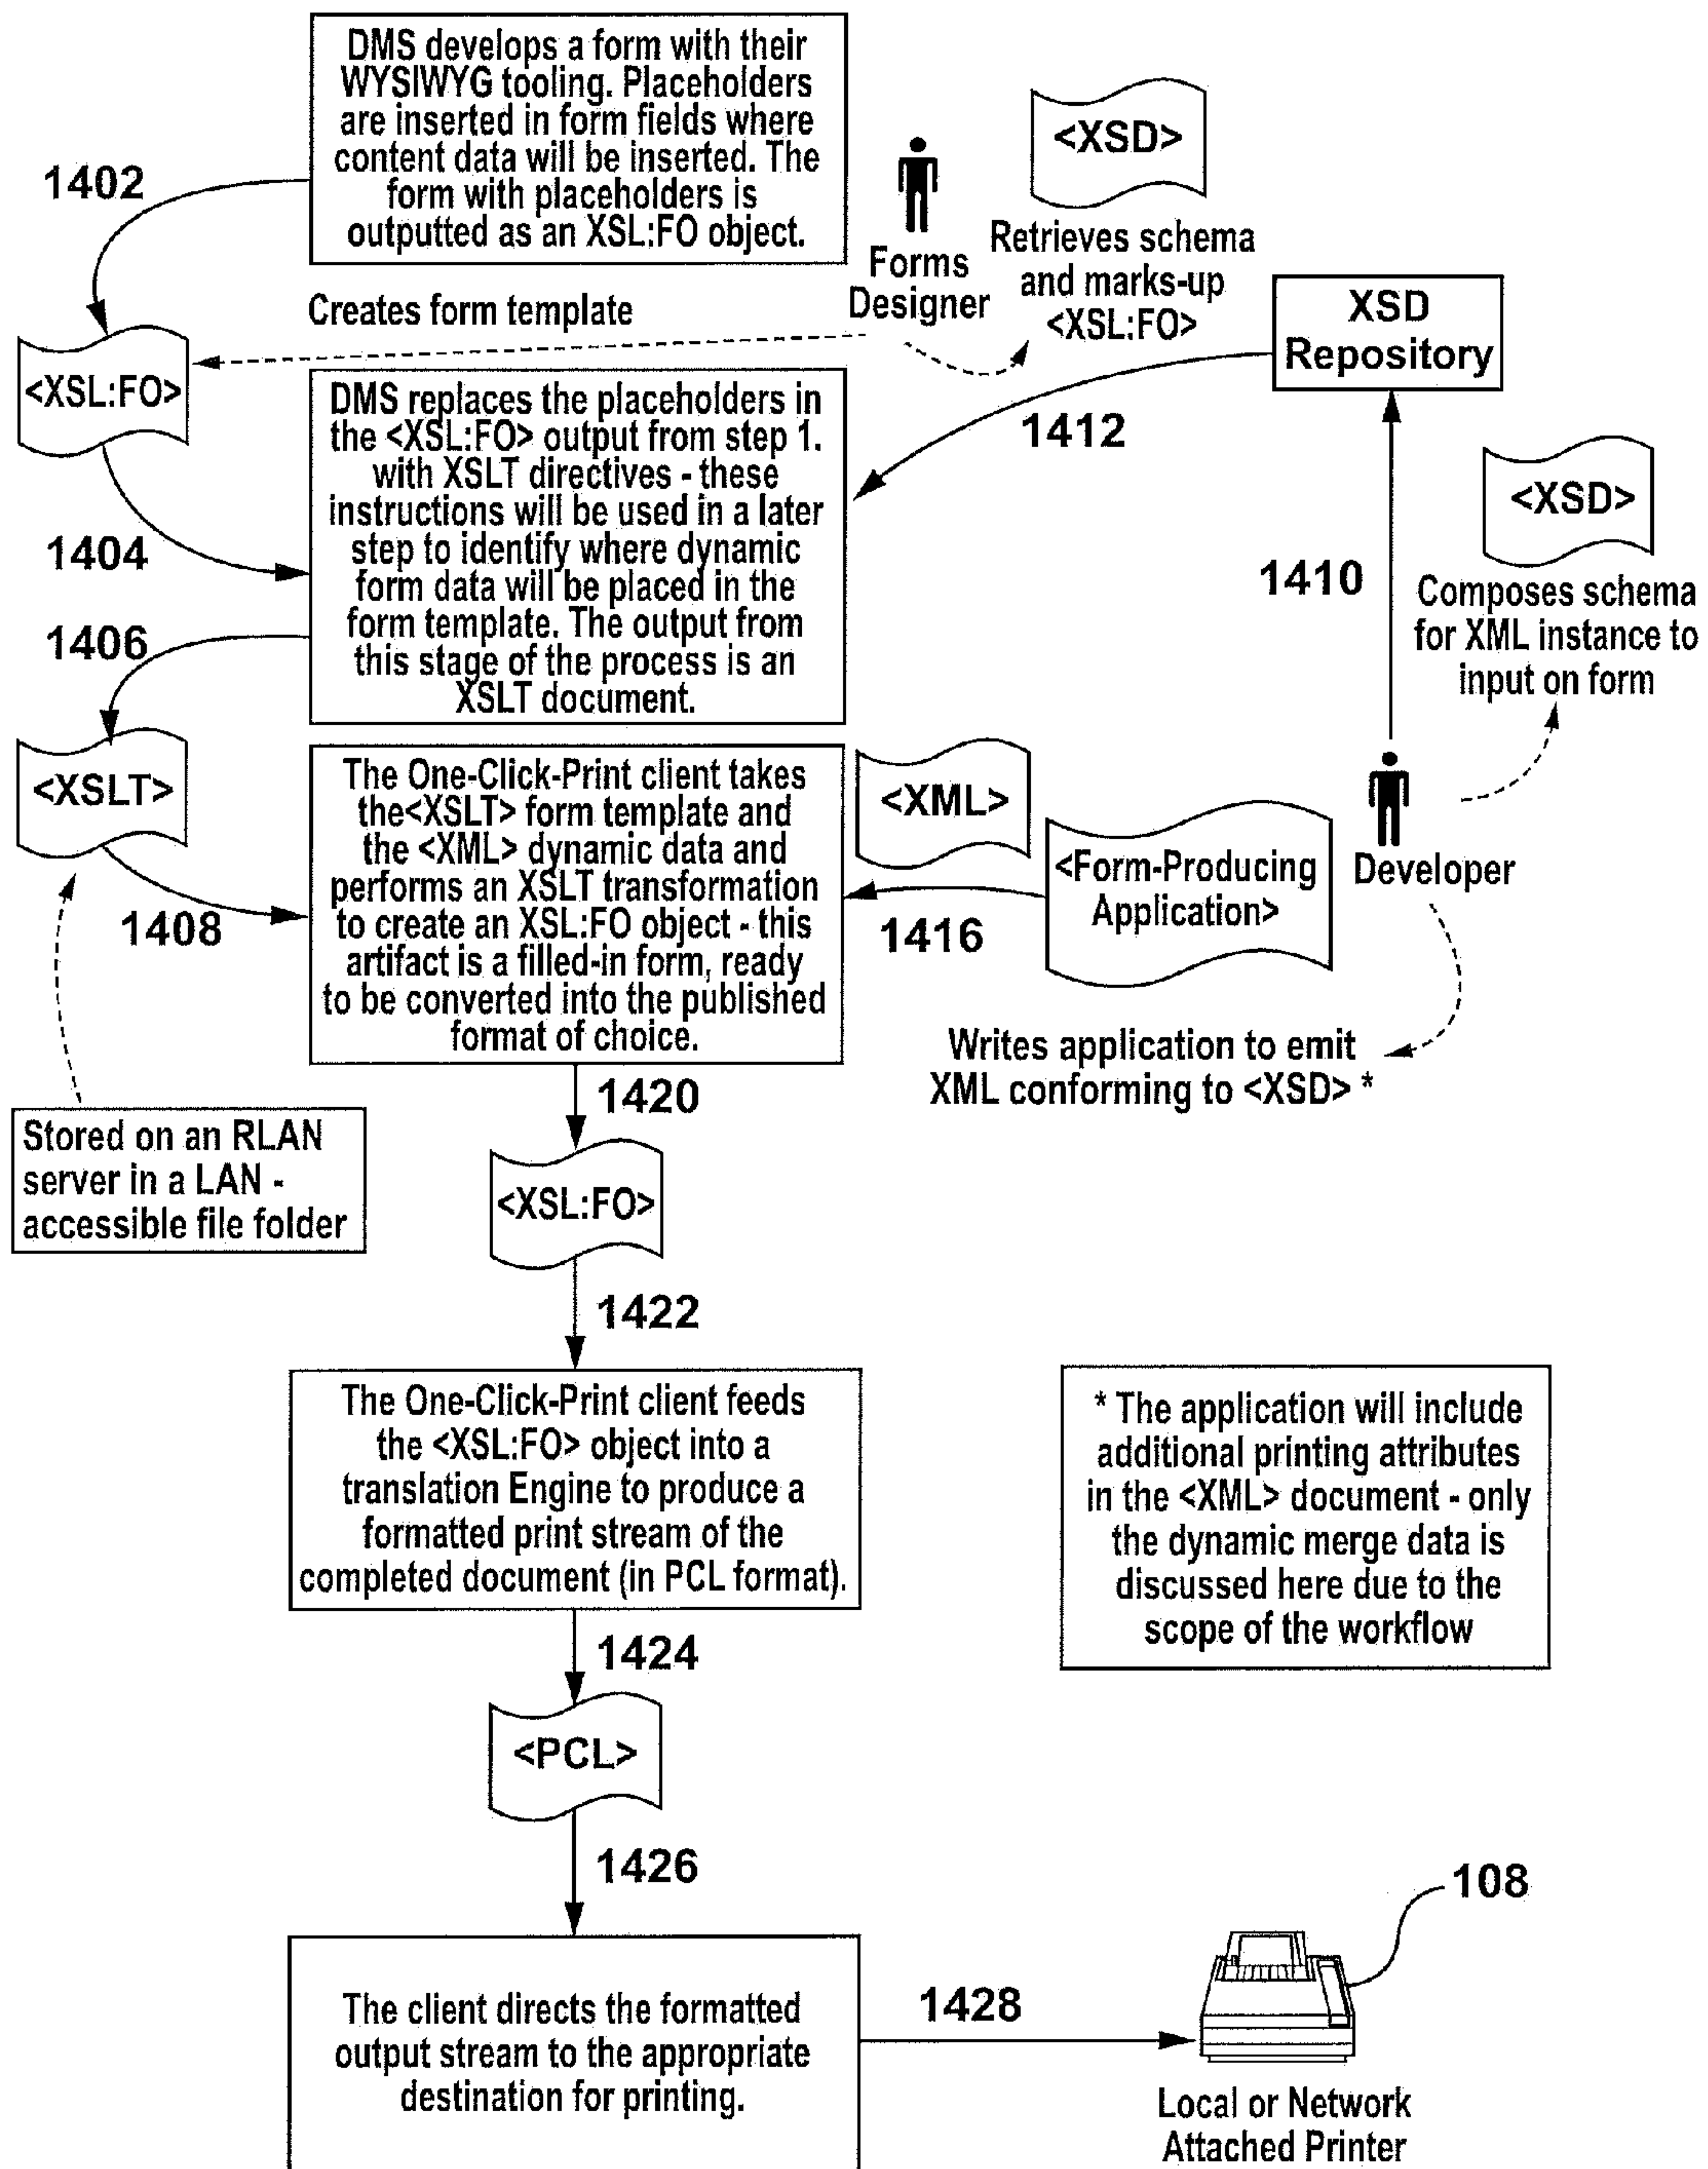 DMS develops a form with their
WYSIWYG tooling. Placeholders
are inserted in form fields where
content data will be inserted. The
form with placeholders is
outputted as an XSL:FO object.
1402
<XSD>
Forms
Designer
Retrieves schema
and marks-up
<XSL:FO>
Creates form template
XSD
Repository
<XSL:FO>
DMS replaces the placeholders in
the <XSL:FO> output from step 1.
with XSLT directives - these
instructions will be used in a later
step to identify where dynamic
form data will be placed in the
form template. The output from
this stage of the process is an
XSLT document.
1412
<XSD>
1404
1410
Composes schema
for XML instance to
input on form
1406
<XSLT>
The One-Click-Print client takes
the<XSLT> form template and
the <XML> dynamic data and
performs an XSLT transformation
to create an XSL:FO object - this
artifact is a filled-in form, ready
to be converted into the published
format of choice.
<XML>
<Form-Producing
Application>
Developer
1408
1416
Writes application to emit
XML conforming to <XSD> *
1420
Stored on an RLAN
server in a LAN -
accessible file folder
<XSL:FO>
1422
The One-Click-Print client feeds
the <XSL:FO> object into a
translation Engine to produce a
formatted print stream of the
completed document (in PCL format).
* The application will include
additional printing attributes
in the <XML> document - only
the dynamic merge data is
discussed here due to the
scope of the workflow
1424
<PCL>
1426
108
The client directs the formatted
output stream to the appropriate
destination for printing.
1428
Local or Network
Attached Printer